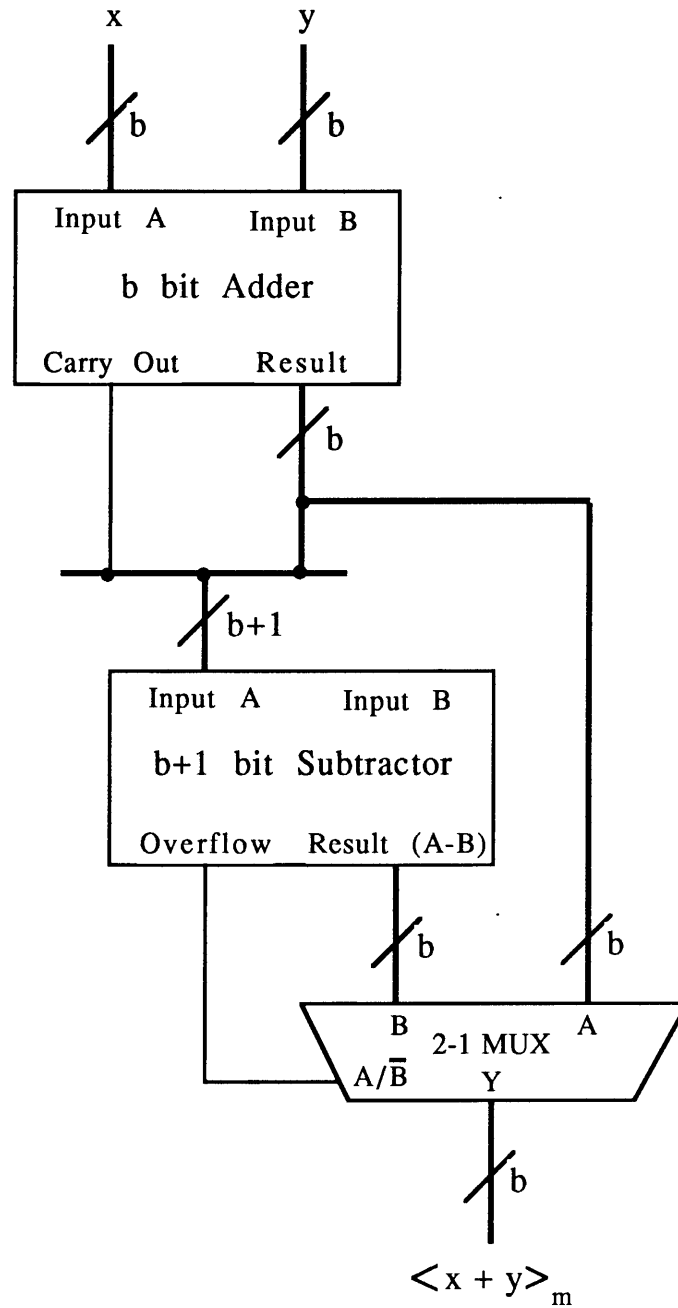 x y
b b
Input A Input B
b bit Adder
Carry Out Result
b
b+1
Input A Input B
b+1 bit Subtractor
Overflow Result (A-B)
b b
B A
2-1 MUX
A/B̅ Y
b
<x + y>m